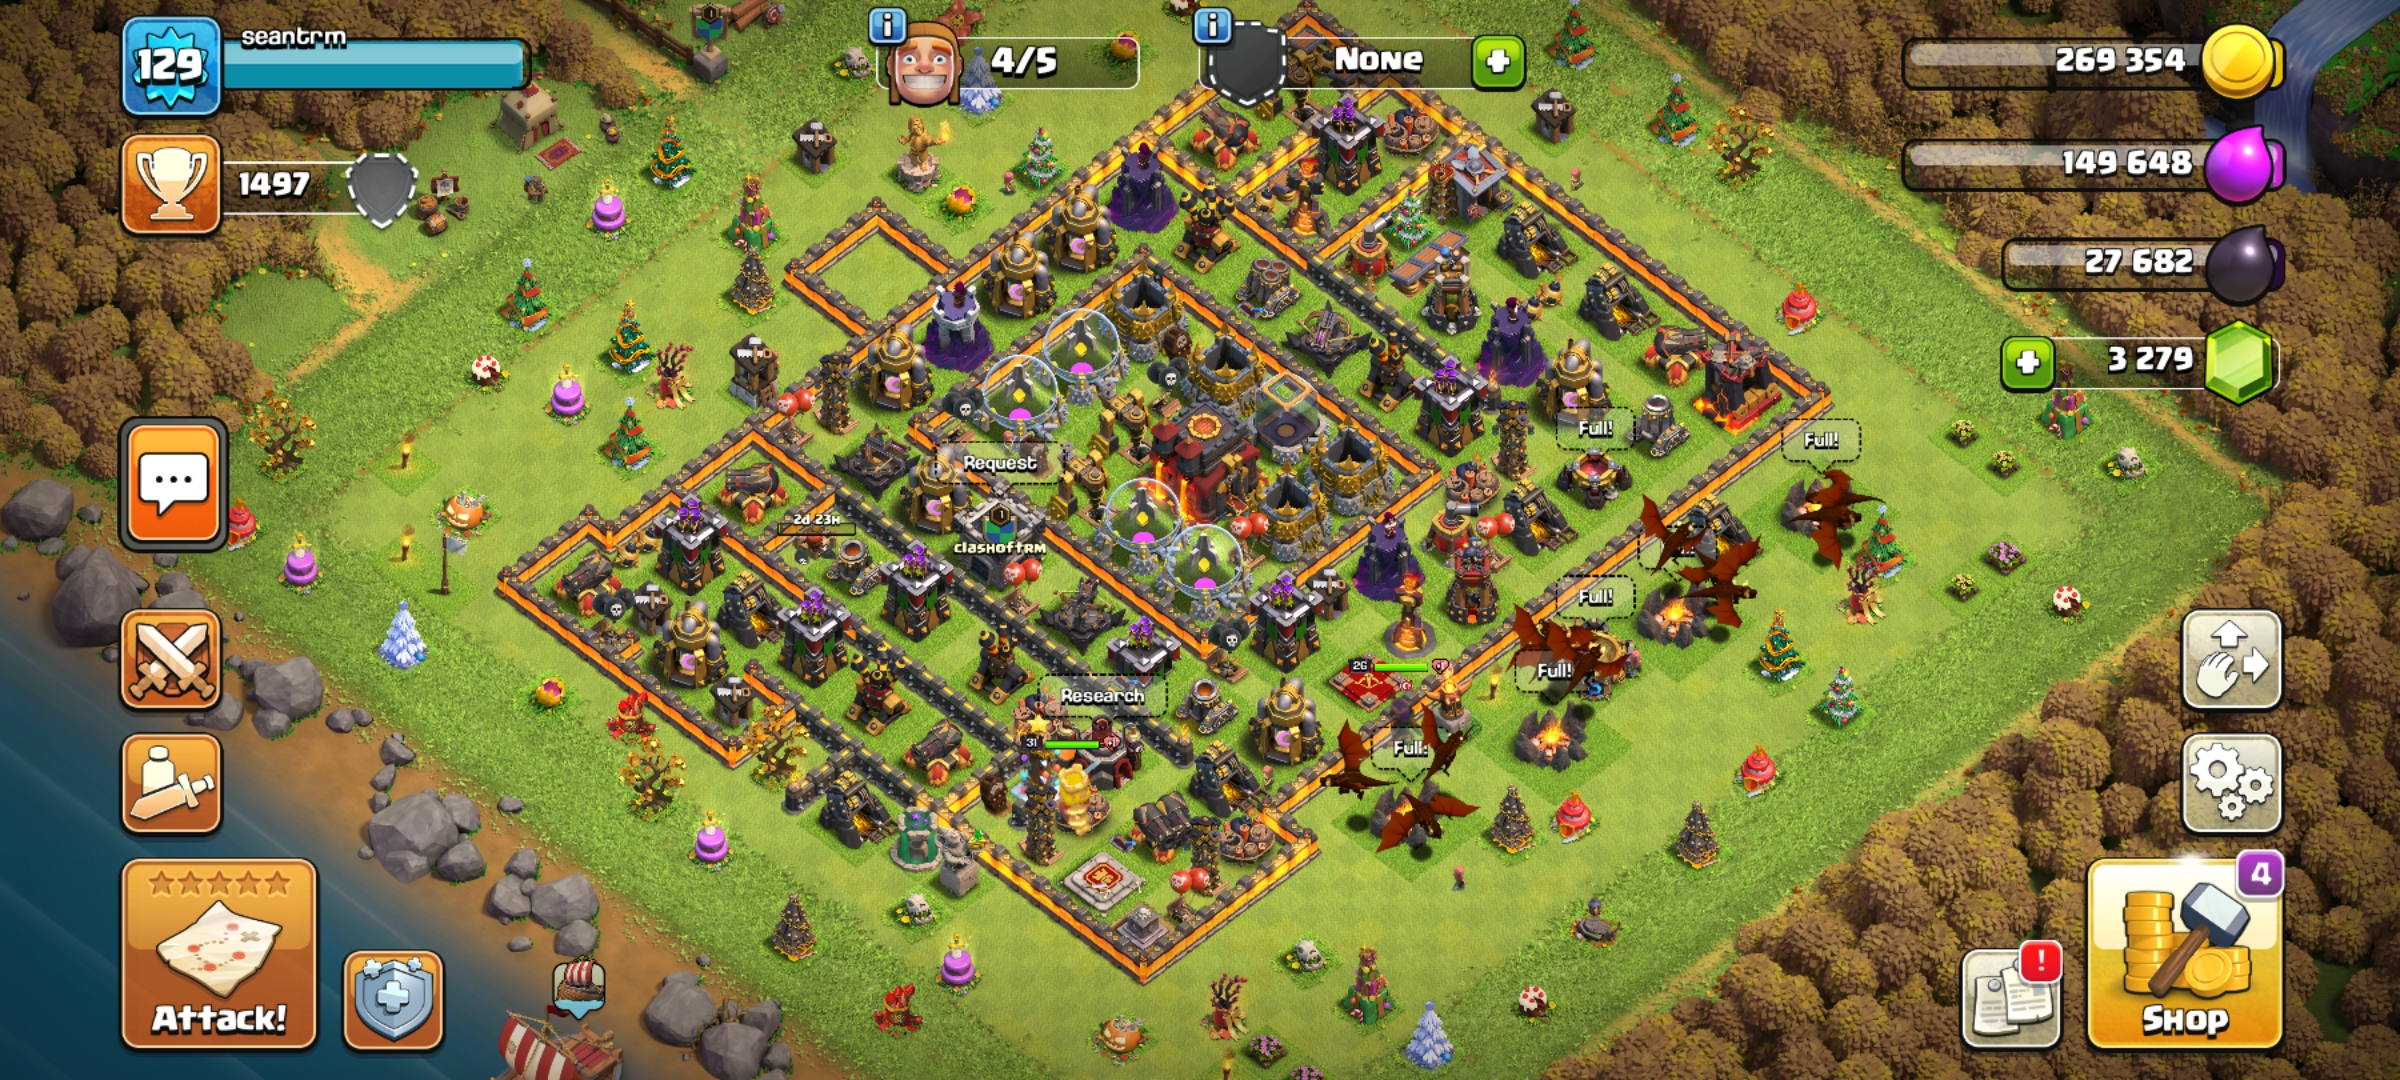 129
seantrm
4/5
None
269 354
1497
149 648
27 682
3 279
Full!
Full!
Request
2d 23H
clashoftRM
Full!
26
Full!
Research
31
Full!
4
Attack!
Shop